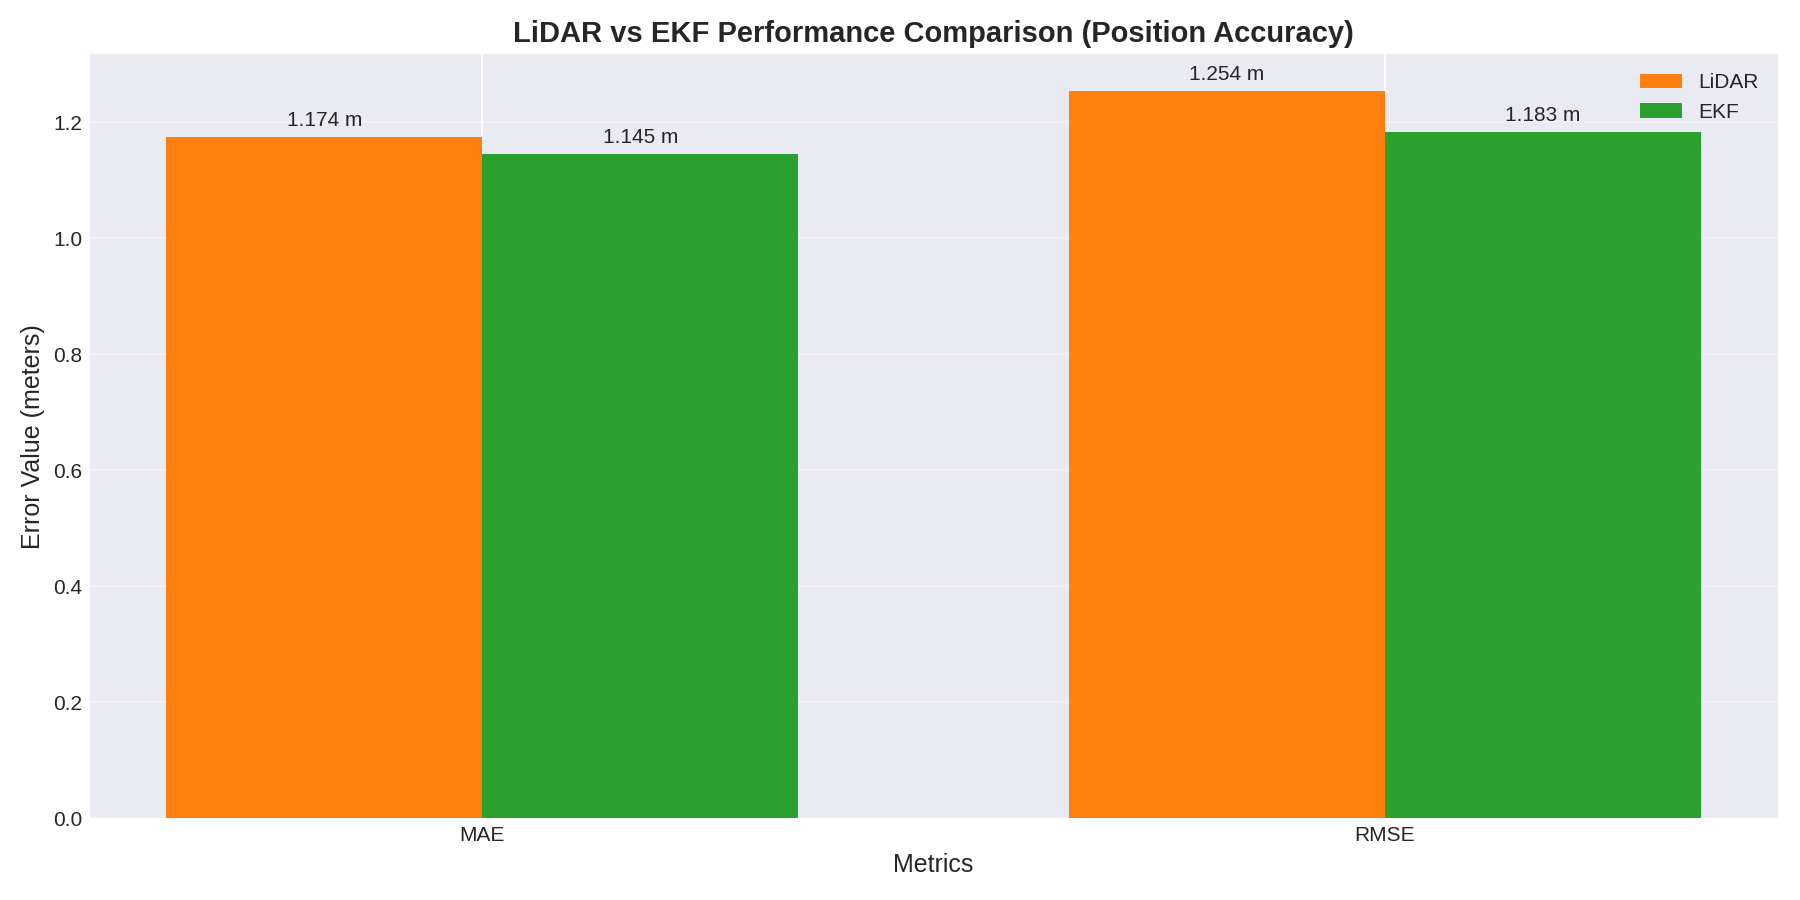 LiDAR vs EKF Performance Comparison (Position Accuracy)
LiDAR
EKF
1.174 m
1.145 m
1.254 m
1.183 m
Error Value (meters)
1.2
1.0
0.8
0.6
0.4
0.2
0.0
MAE
RMSE
Metrics